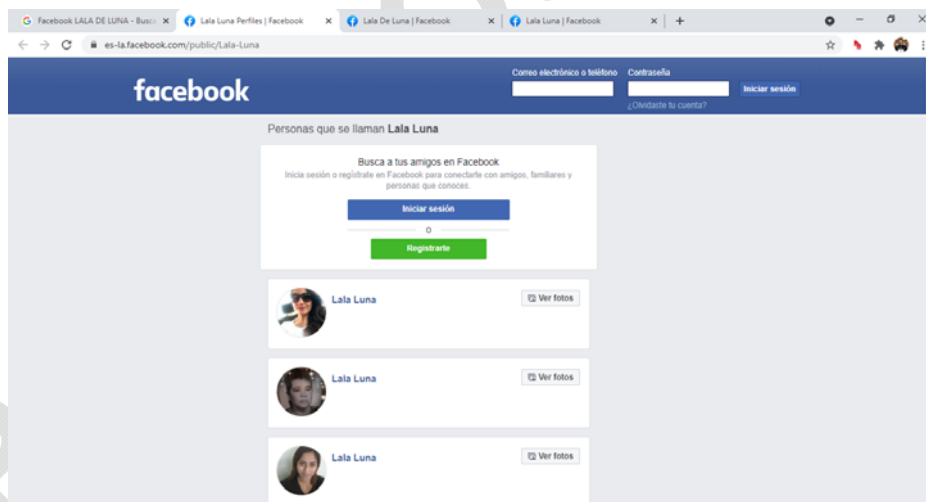 Facebook LALA DE LUNA - Busca
Lala Luna Perfiles | Facebook
Lala De Luna | Facebook
Lala Luna | Facebook
es-la.facebook.com/public/Lala-Luna
facebook
Correo electrónico o teléfono
Contraseña
Iniciar sesión
¿Olvidaste tu cuenta?
Personas que se llaman Lala Luna
Busca a tus amigos en Facebook
Inicia sesión o regístrate en Facebook para conectarte con amigos, familiares y
personas que conoces.
Iniciar sesión
o
Registrarte
Lala Luna
Ver fotos
Lala Luna
Ver fotos
Lala Luna
Ver fotos